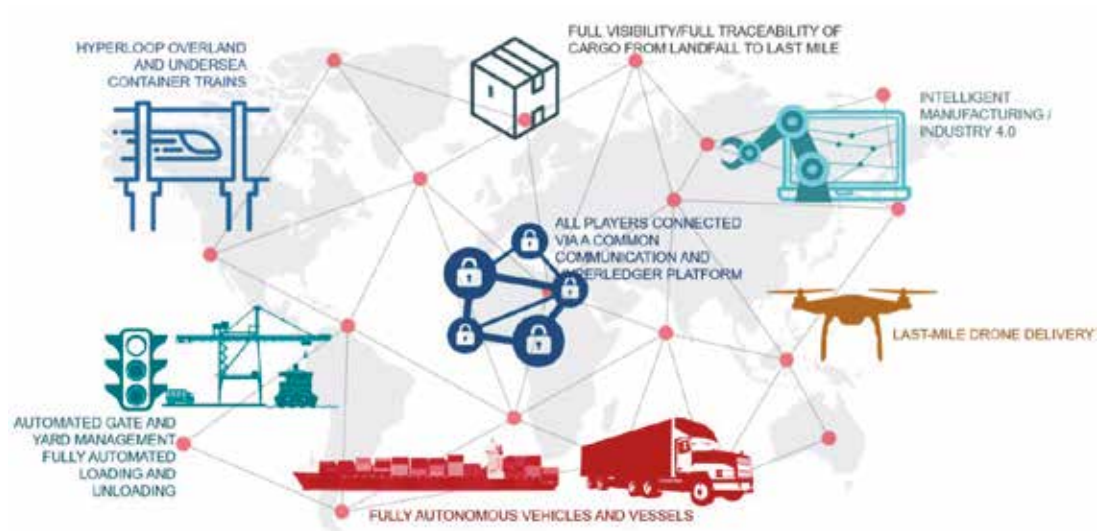 HYPERLOOP OVERLAND
AND UNDERSEA
CONTAINER TRAINS
FULL VISIBILITY/FULL TRACEABILITY OF
CARGO FROM LANDFALL TO LAST MILE
INTELLIGENT
MANUFACTURING /
INDUSTRY 4.0
ALL PLAYERS CONNECTED
VIA A COMMON
COMMUNICATION AND
HYPERLEDGER PLATFORM
LAST-MILE DRONE DELIVERY
AUTOMATED GATE AND
YARD MANAGEMENT
FULLY AUTOMATED
LOADING AND
UNLOADING
FULLY AUTONOMOUS VEHICLES AND VESSELS